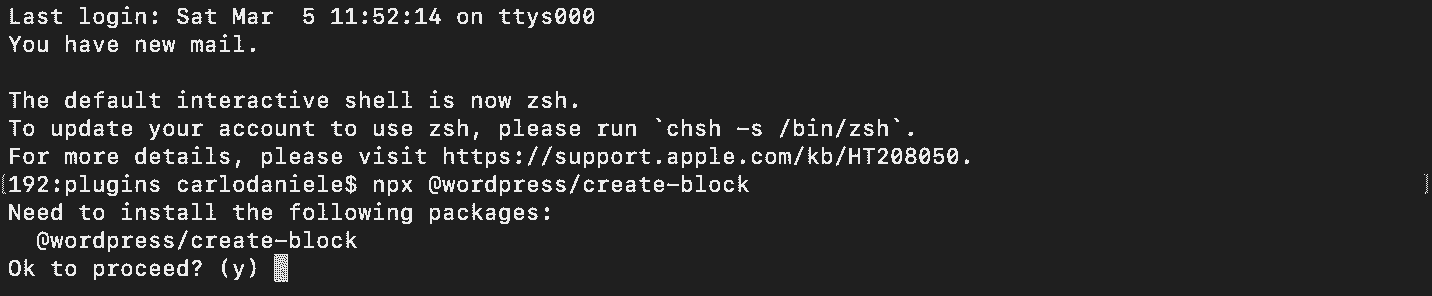 Last login: Sat Mar  5 11:52:14 on ttys000
You have new mail.

The default interactive shell is now zsh.
To update your account to use zsh, please run `chsh -s /bin/zsh`.
For more details, please visit https://support.apple.com/kb/HT208050.
[192:plugins carlodaniele$ npx @wordpress/create-block ]
Need to install the following packages:
  @wordpress/create-block
Ok to proceed? (y)